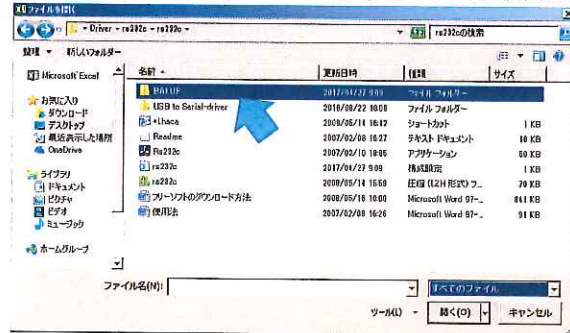 ファイルを開く
Driver ▸ rs232c ▸ rs232c ▸
rs232cの検索
整理 ▼ 新しいフォルダー
Microsoft Excel
お気に入り
ダウンロード
デスクトップ
最近表示した場所
OneDrive
ライブラリ
ドキュメント
ピクチャ
ビデオ
ミュージック
ホームグループ
名前 更新日時 種類 サイズ
2017/04/27 9:09 ファイル フォルダー
USB to Serial-driver 2016/08/22 10:00 ファイル フォルダー
2008/05/14 16:12 ショートカット 1 KB
Readme 2007/02/08 16:27 テキスト ドキュメント 10 KB
Rs232c 2007/02/10 18:05 アプリケーション 60 KB
rs232c 2017/04/27 9:09 構成設定 1 KB
rs232c 2008/05/14 15:59 圧縮 (LZH 形式) フ... 70 KB
フリーソフトのダウンロード方法 2008/05/16 10:00 Microsoft Word 97-... 841 KB
使用法 2007/02/08 16:26 Microsoft Word 97-... 91 KB
ファイル名(N):
すべてのファイル
ツール(L) 開く(O) キャンセル